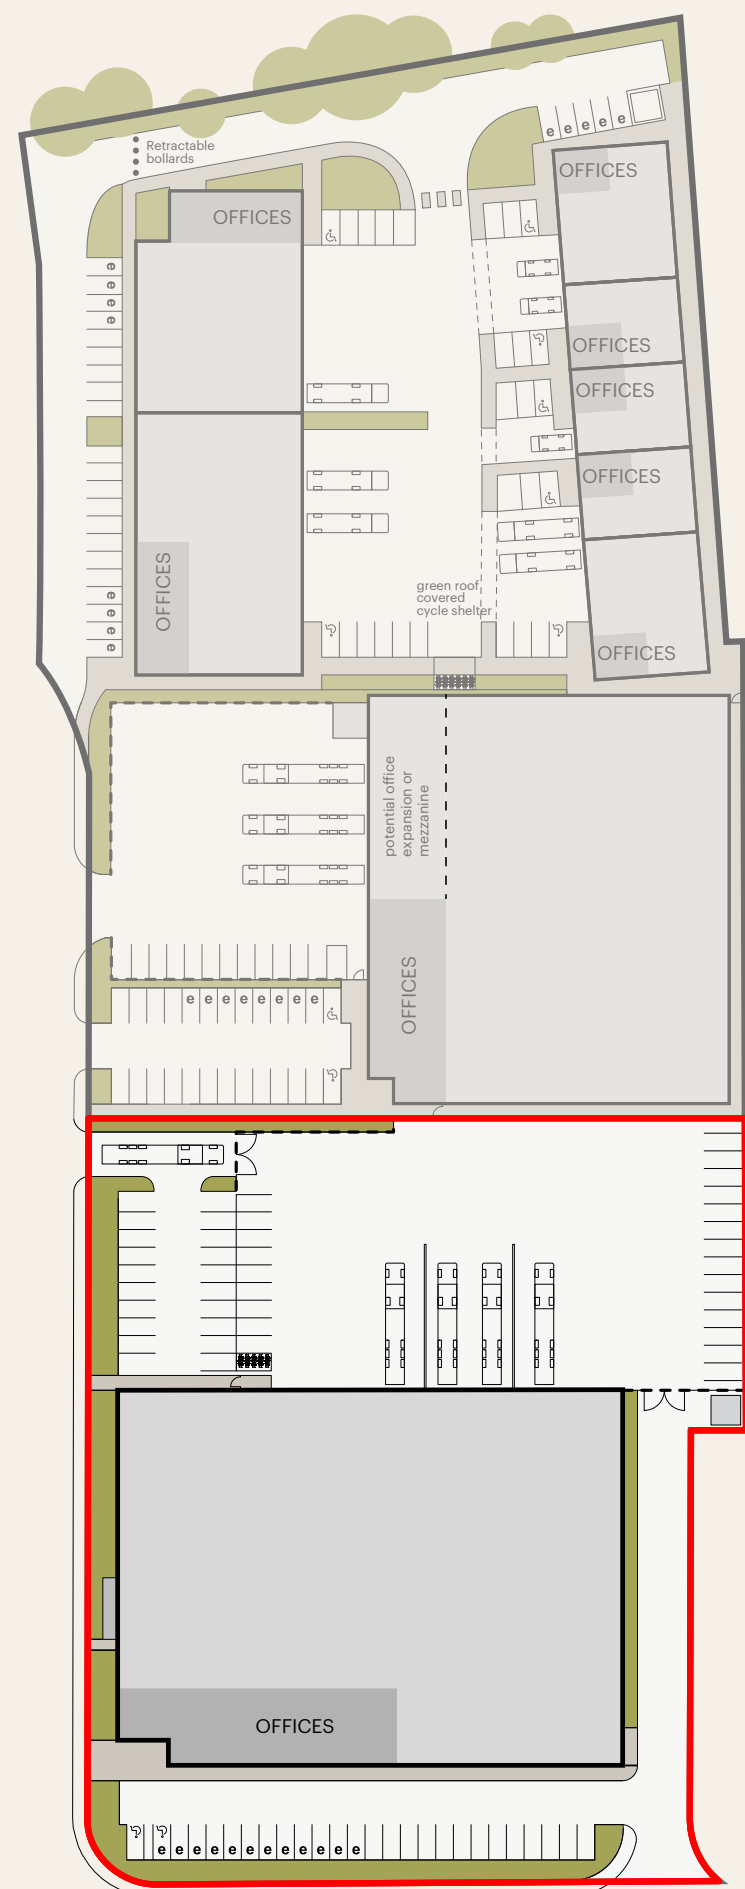 Retractable
bollards
e e e e e
OFFICES
OFFICES
e
e
e
e
OFFICES
OFFICES
OFFICES
OFFICES
e
e
e
e
green roof
covered
cycle shelter
OFFICES
potential office
expansion or
mezzanine
OFFICES
e e e e e e e e
OFFICES
e e e e e e e e e e e e